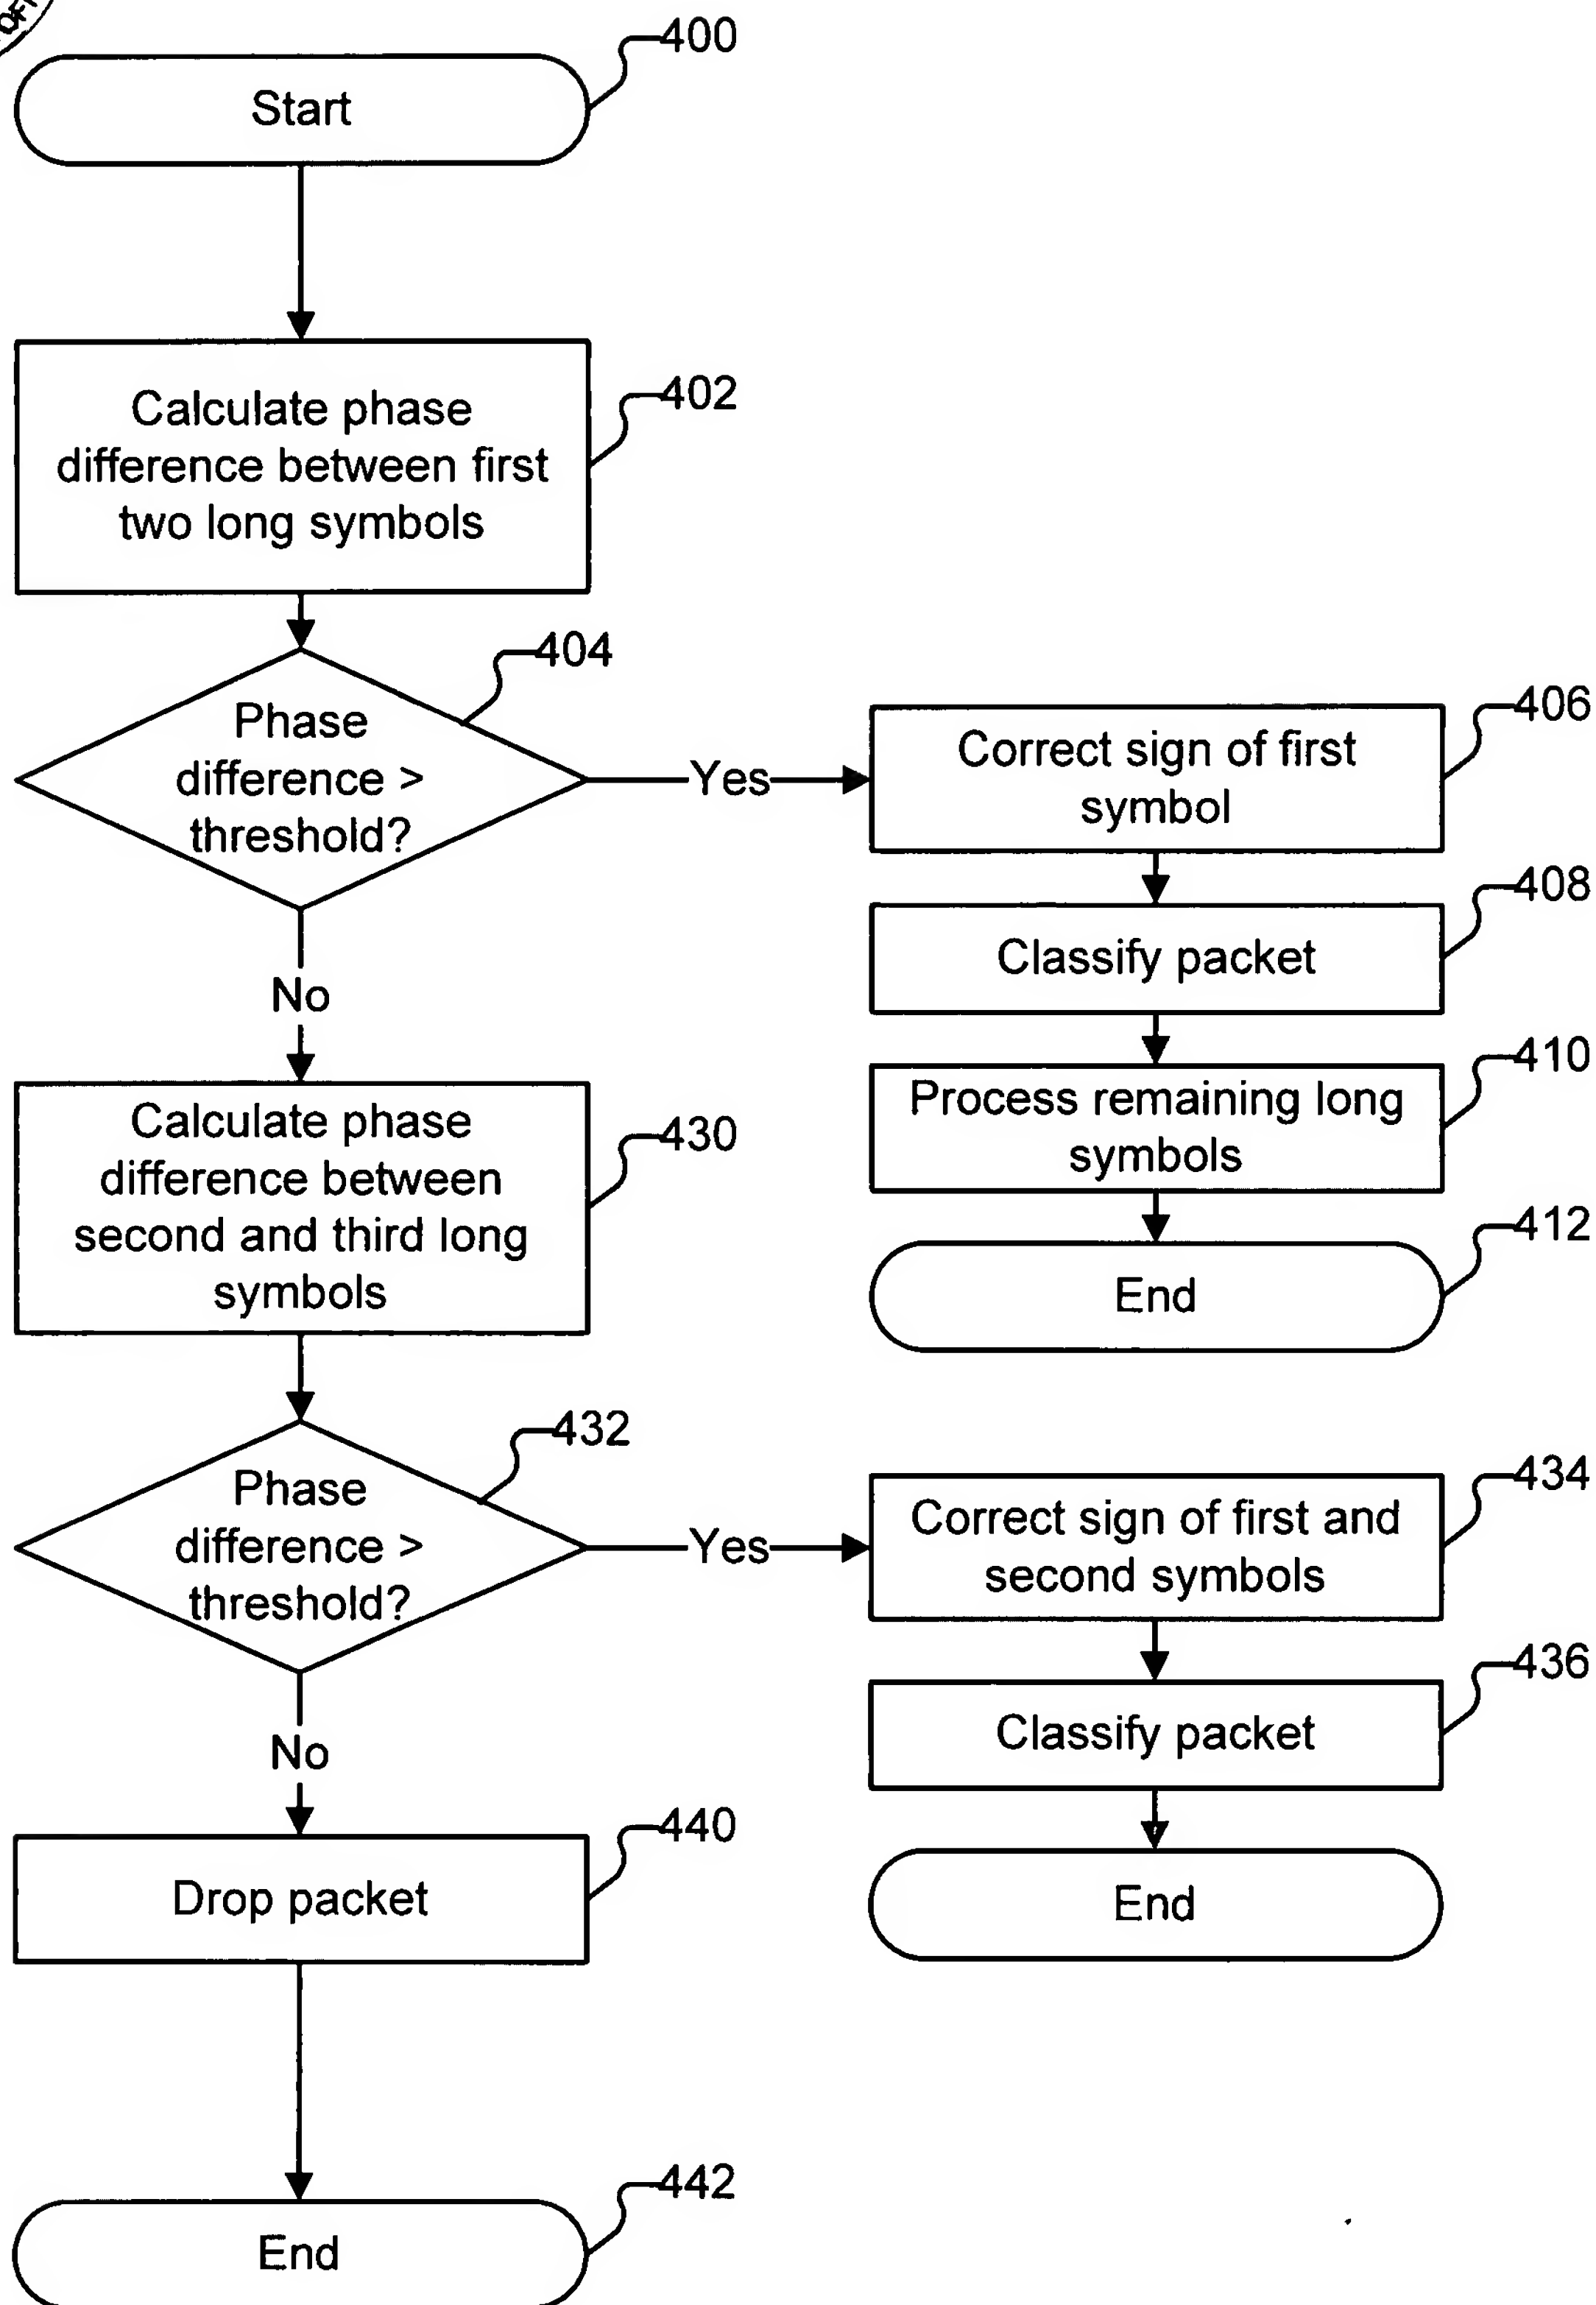 400
Start
402
Calculate phase
difference between first
two long symbols
404
Phase
difference >
threshold?
Yes
406
Correct sign of first
symbol
408
Classify packet
410
Process remaining long
symbols
412
End
No
430
Calculate phase
difference between
second and third long
symbols
432
Phase
difference >
threshold?
Yes
434
Correct sign of first and
second symbols
436
Classify packet
End
No
440
Drop packet
442
End